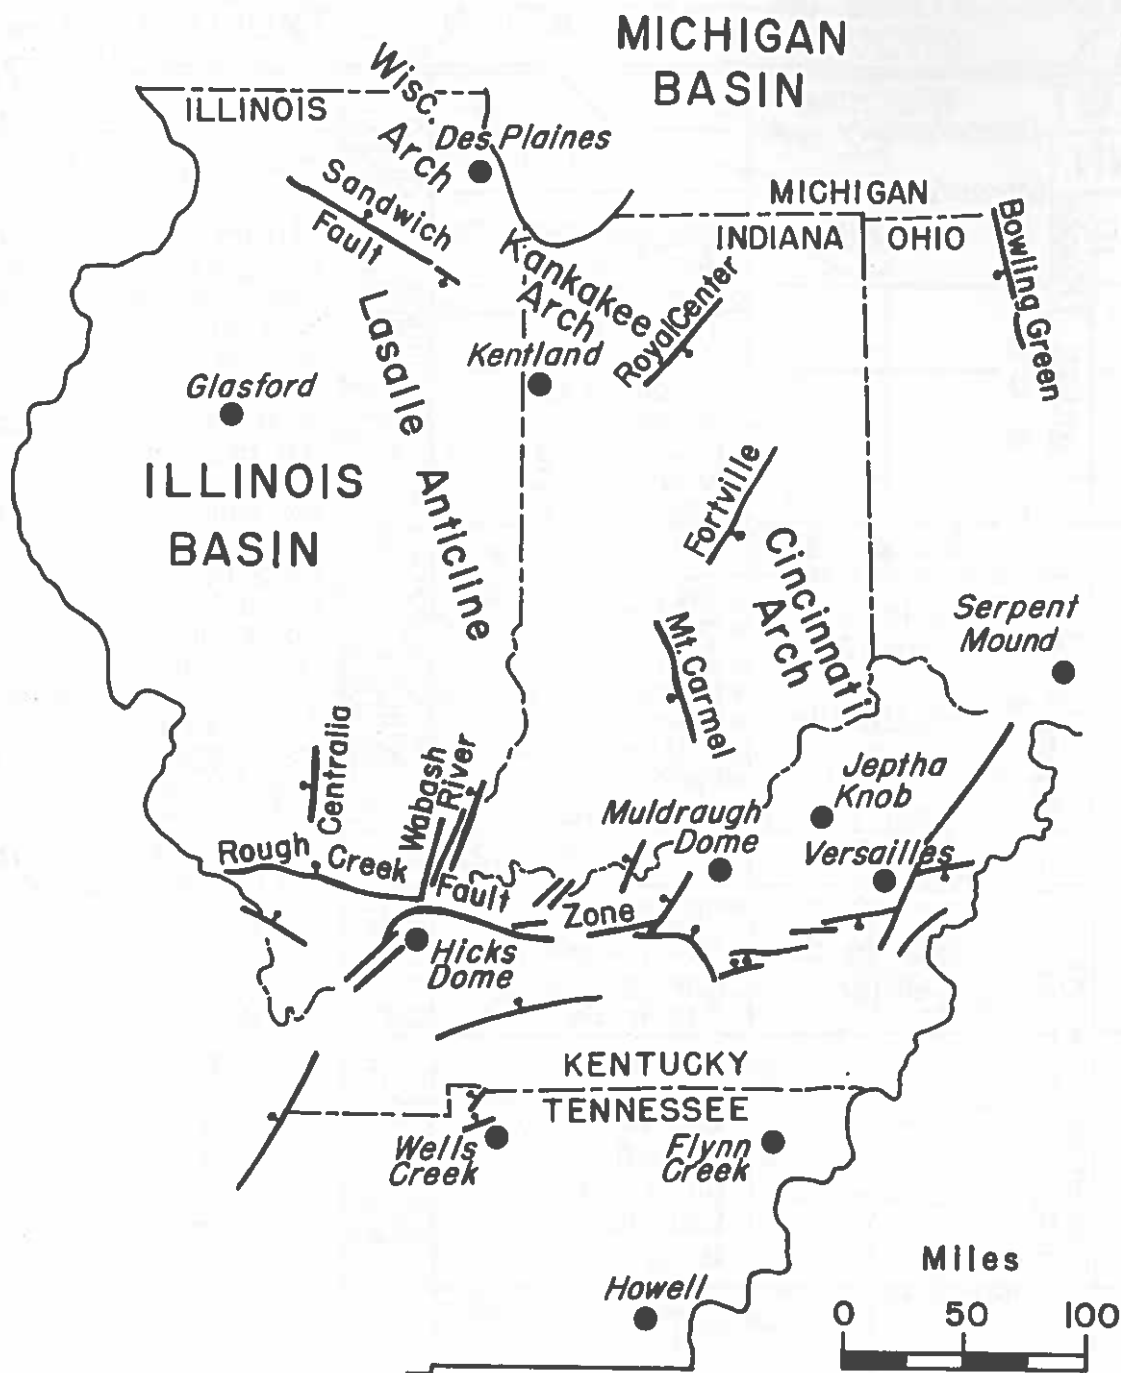 MICHIGAN
BASIN
Wisc.
Arch
ILLINOIS
Des Plaines
Sandwich
Fault
MICHIGAN
INDIANA
OHIO
Bowling Green
Kankakee
Arch
Royal Center
Lasalle
Anticline
Kentland
Glasford
ILLINOIS
BASIN
Fortville
Cincinnati
Arch
Serpent
Mound
Mt. Carmel
Centralia
Wabash
River
Jeptha
Knob
Muldraugh
Dome
Versailles
Rough Creek Fault Zone
Hicks
Dome
KENTUCKY
TENNESSEE
Wells
Creek
Flynn
Creek
Howell
Miles
0 50 100